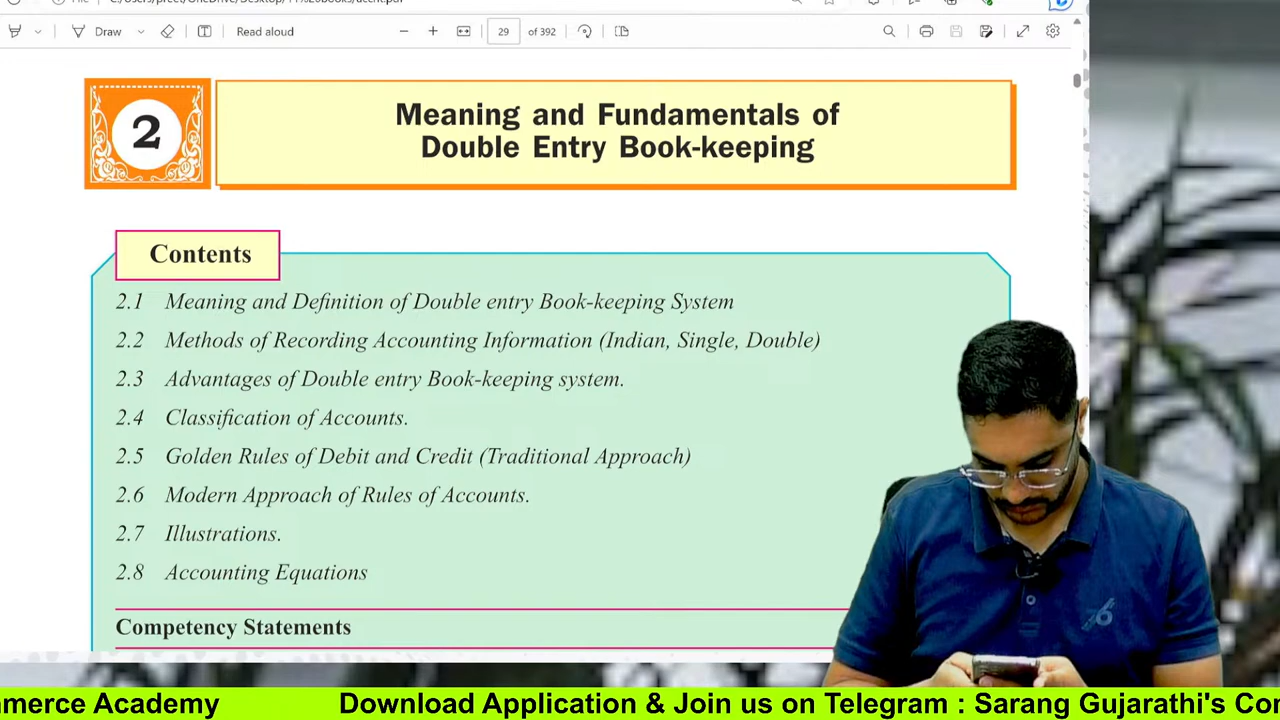 Draw
Read aloud
29
of 392
2
Meaning and Fundamentals of
Double Entry Book-keeping
Contents
2.1 Meaning and Definition of Double entry Book-keeping System
2.2 Methods of Recording Accounting Information (Indian, Single, Double)
2.3 Advantages of Double entry Book-keeping system.
2.4 Classification of Accounts.
2.5 Golden Rules of Debit and Credit (Traditional Approach)
2.6 Modern Approach of Rules of Accounts.
2.7 Illustrations.
2.8 Accounting Equations
Competency Statements
mmerce Academy Download Application & Join us on Telegram : Sarang Gujarathi's Co